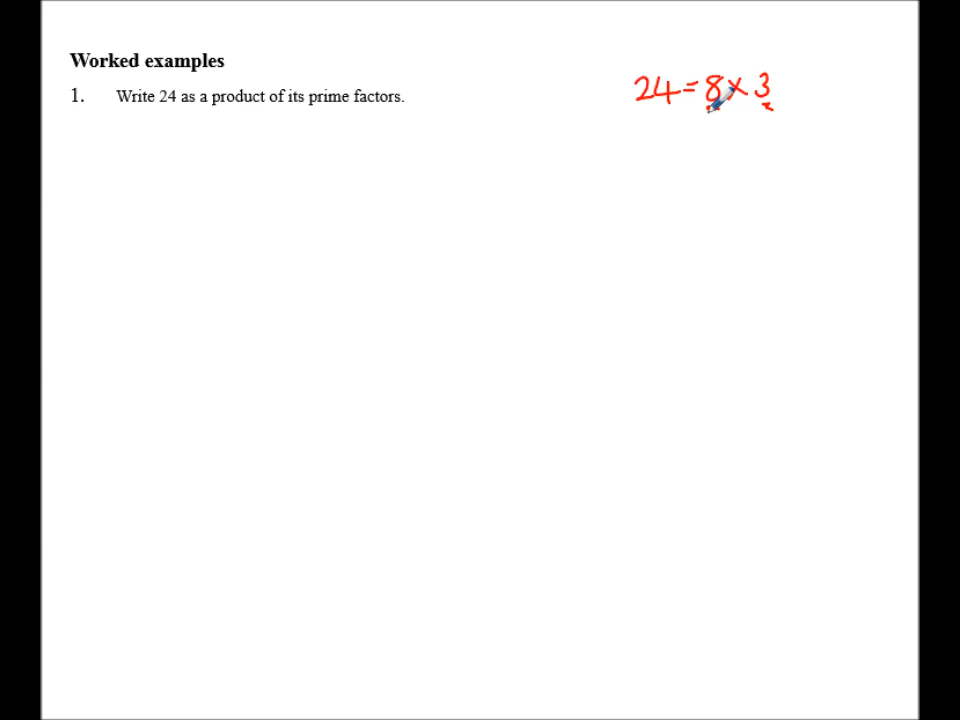 Worked examples
1. Write 24 as a product of its prime factors.
24 = 8 × 3